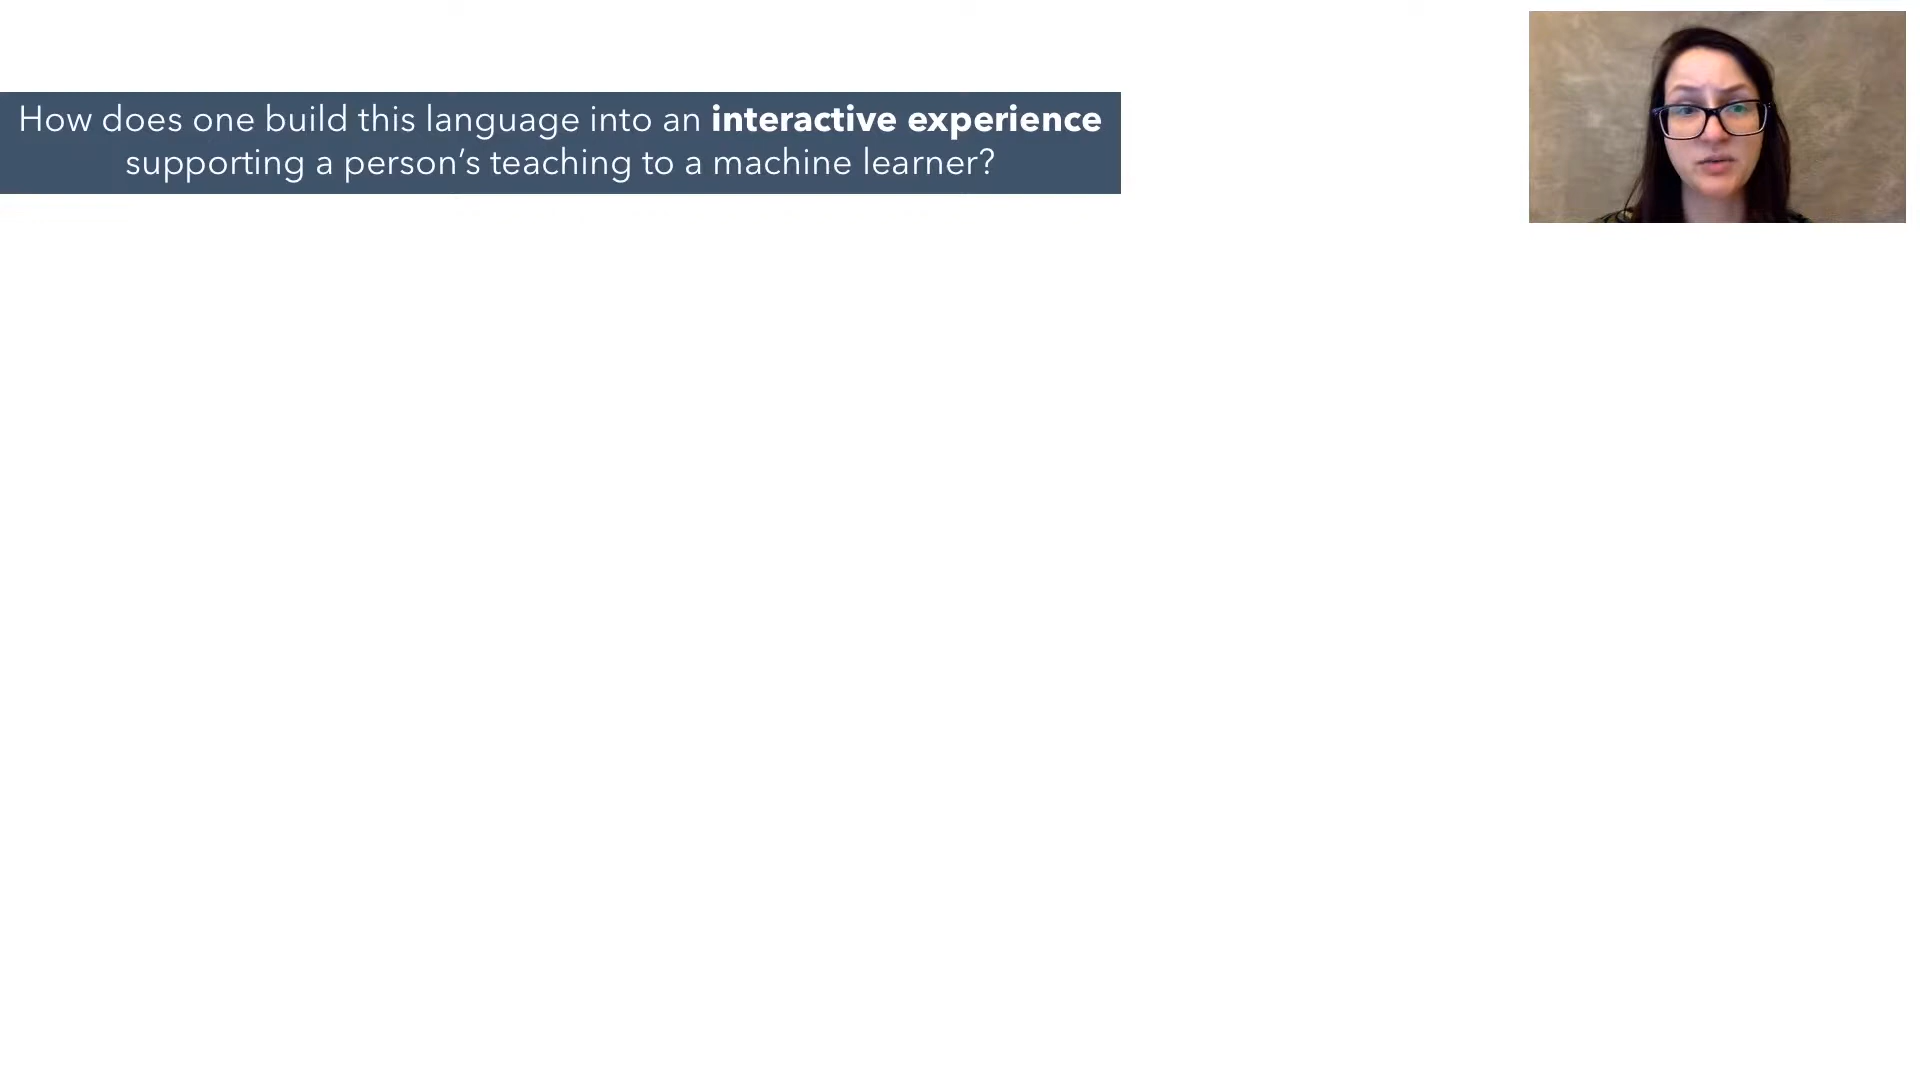 How does one build this language into an interactive experience
supporting a person’s teaching to a machine learner?